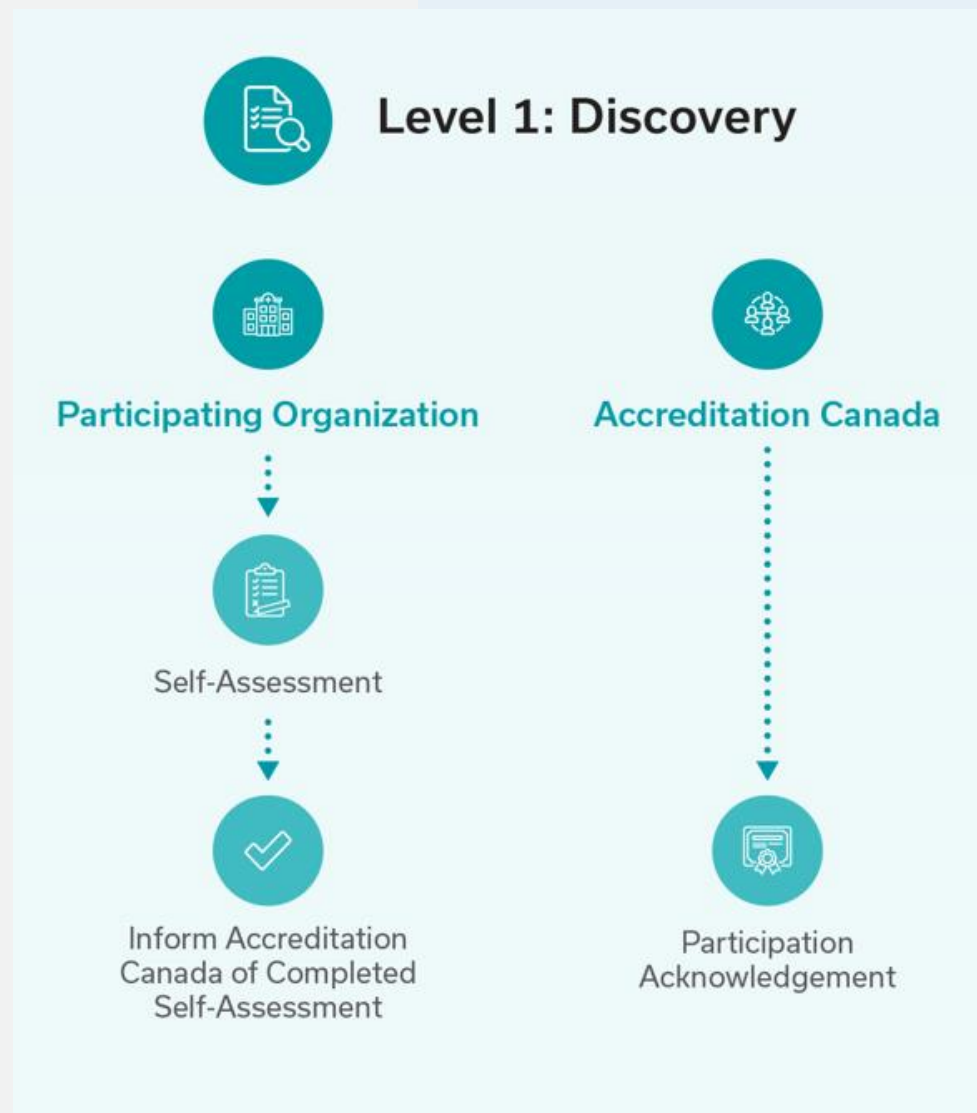 Level 1: Discovery
Participating Organization
Accreditation Canada
Self-Assessment
Inform Accreditation
Canada of Completed
Self-Assessment
Participation
Acknowledgement